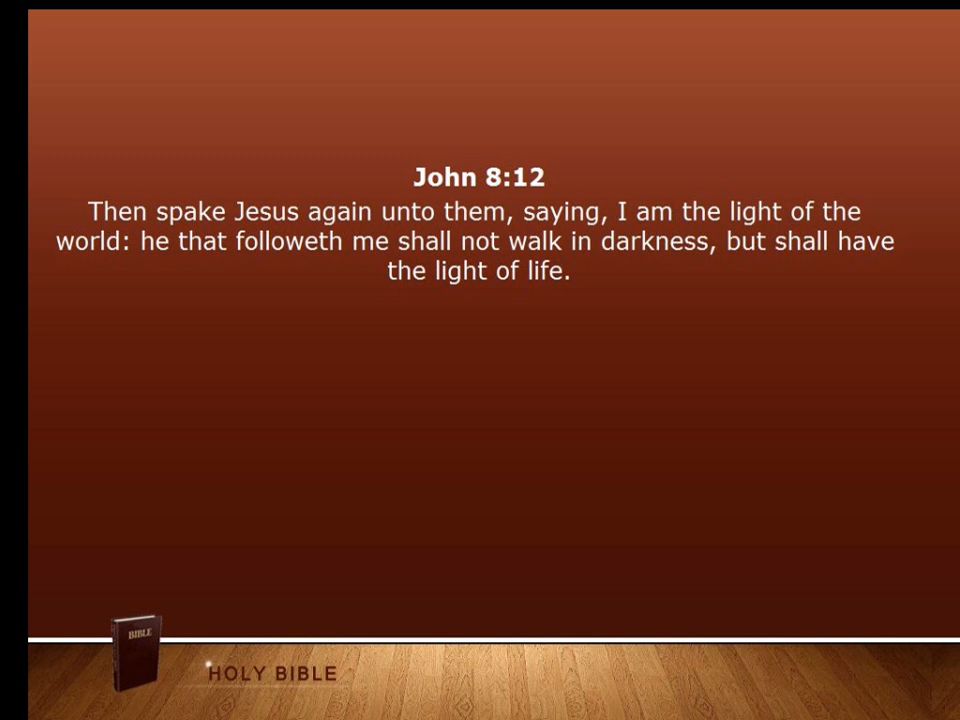 John 8:12
Then spake Jesus again unto them, saying, I am the light of the
world: he that followeth me shall not walk in darkness, but shall have
the light of life.
BIBLE
HOLY BIBLE